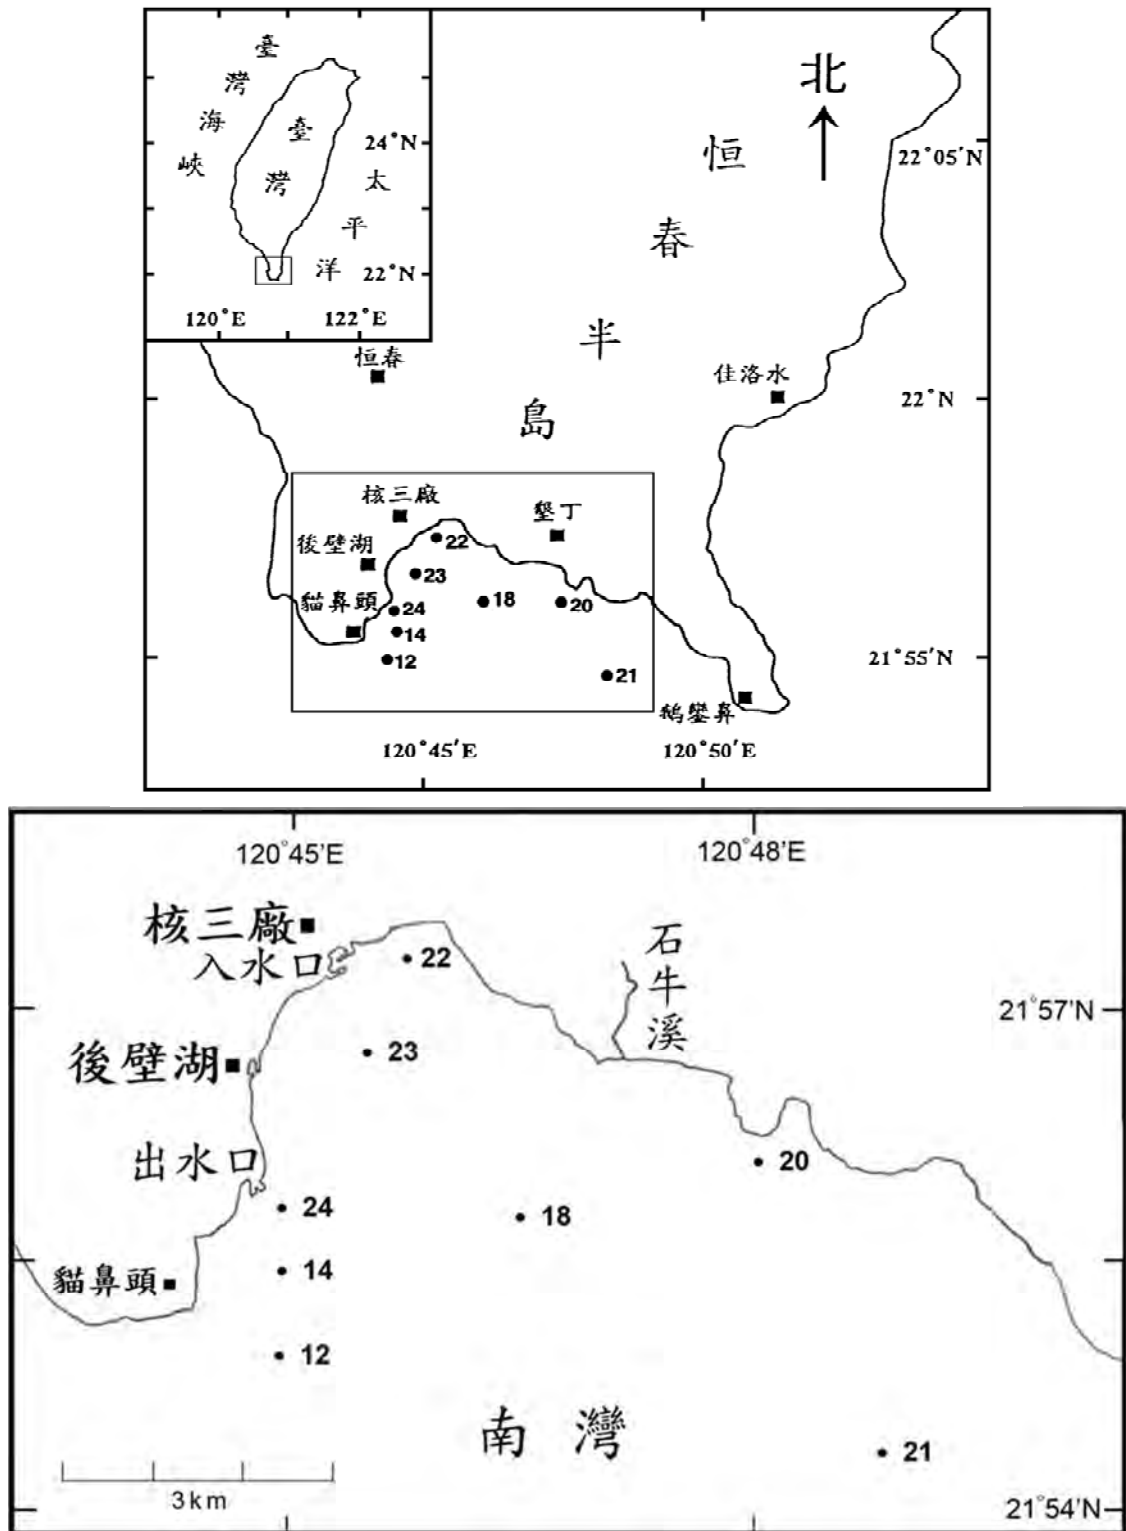 臺灣海峽
臺灣
太平洋
24°N
22°N
120°E
122°E
北
恒春半島
22°05′N
恒春
佳洛水
22°N
核三廠
墾丁
後壁湖
22
23
貓鼻頭
24
18
20
14
12
21
21°55′N
鵝鑾鼻
120°45′E
120°50′E
120°45'E
120°48'E
核三廠
入水口
22
石牛溪
21°57'N
後壁湖
23
出水口
20
24
18
貓鼻頭
14
12
南灣
21
3km
21°54'N